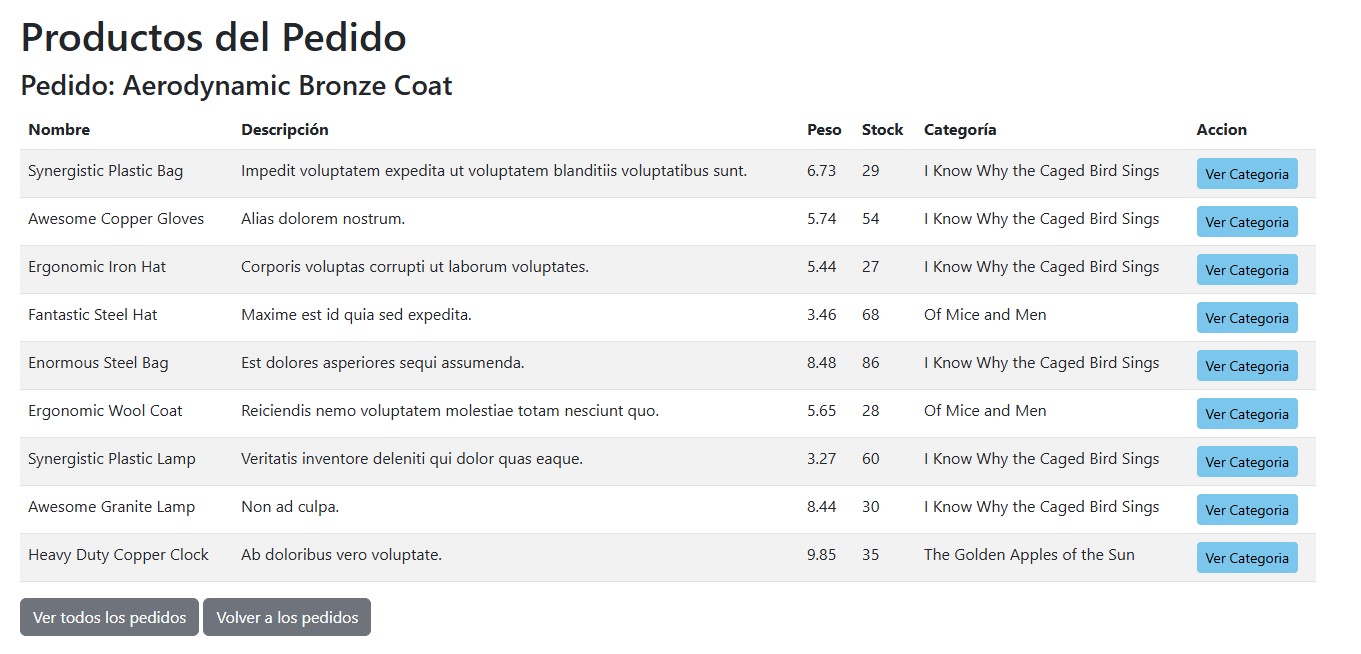 Productos del Pedido
Pedido: Aerodynamic Bronze Coat
Nombre Descripción Peso Stock Categoría Accion
Synergistic Plastic Bag Impedit voluptatem expedita ut voluptatem blanditiis voluptatibus sunt. 6.73 29 I Know Why the Caged Bird Sings Ver Categoria
Awesome Copper Gloves Alias dolorem nostrum. 5.74 54 I Know Why the Caged Bird Sings Ver Categoria
Ergonomic Iron Hat Corporis voluptas corrupti ut laborum voluptates. 5.44 27 I Know Why the Caged Bird Sings Ver Categoria
Fantastic Steel Hat Maxime est id quia sed expedita. 3.46 68 Of Mice and Men Ver Categoria
Enormous Steel Bag Est dolores asperiores sequi assumenda. 8.48 86 I Know Why the Caged Bird Sings Ver Categoria
Ergonomic Wool Coat Reiciendis nemo voluptatem molestiae totam nesciunt quo. 5.65 28 Of Mice and Men Ver Categoria
Synergistic Plastic Lamp Veritatis inventore deleniti qui dolor quas eaque. 3.27 60 I Know Why the Caged Bird Sings Ver Categoria
Awesome Granite Lamp Non ad culpa. 8.44 30 I Know Why the Caged Bird Sings Ver Categoria
Heavy Duty Copper Clock Ab doloribus vero voluptate. 9.85 35 The Golden Apples of the Sun Ver Categoria
Ver todos los pedidos Volver a los pedidos